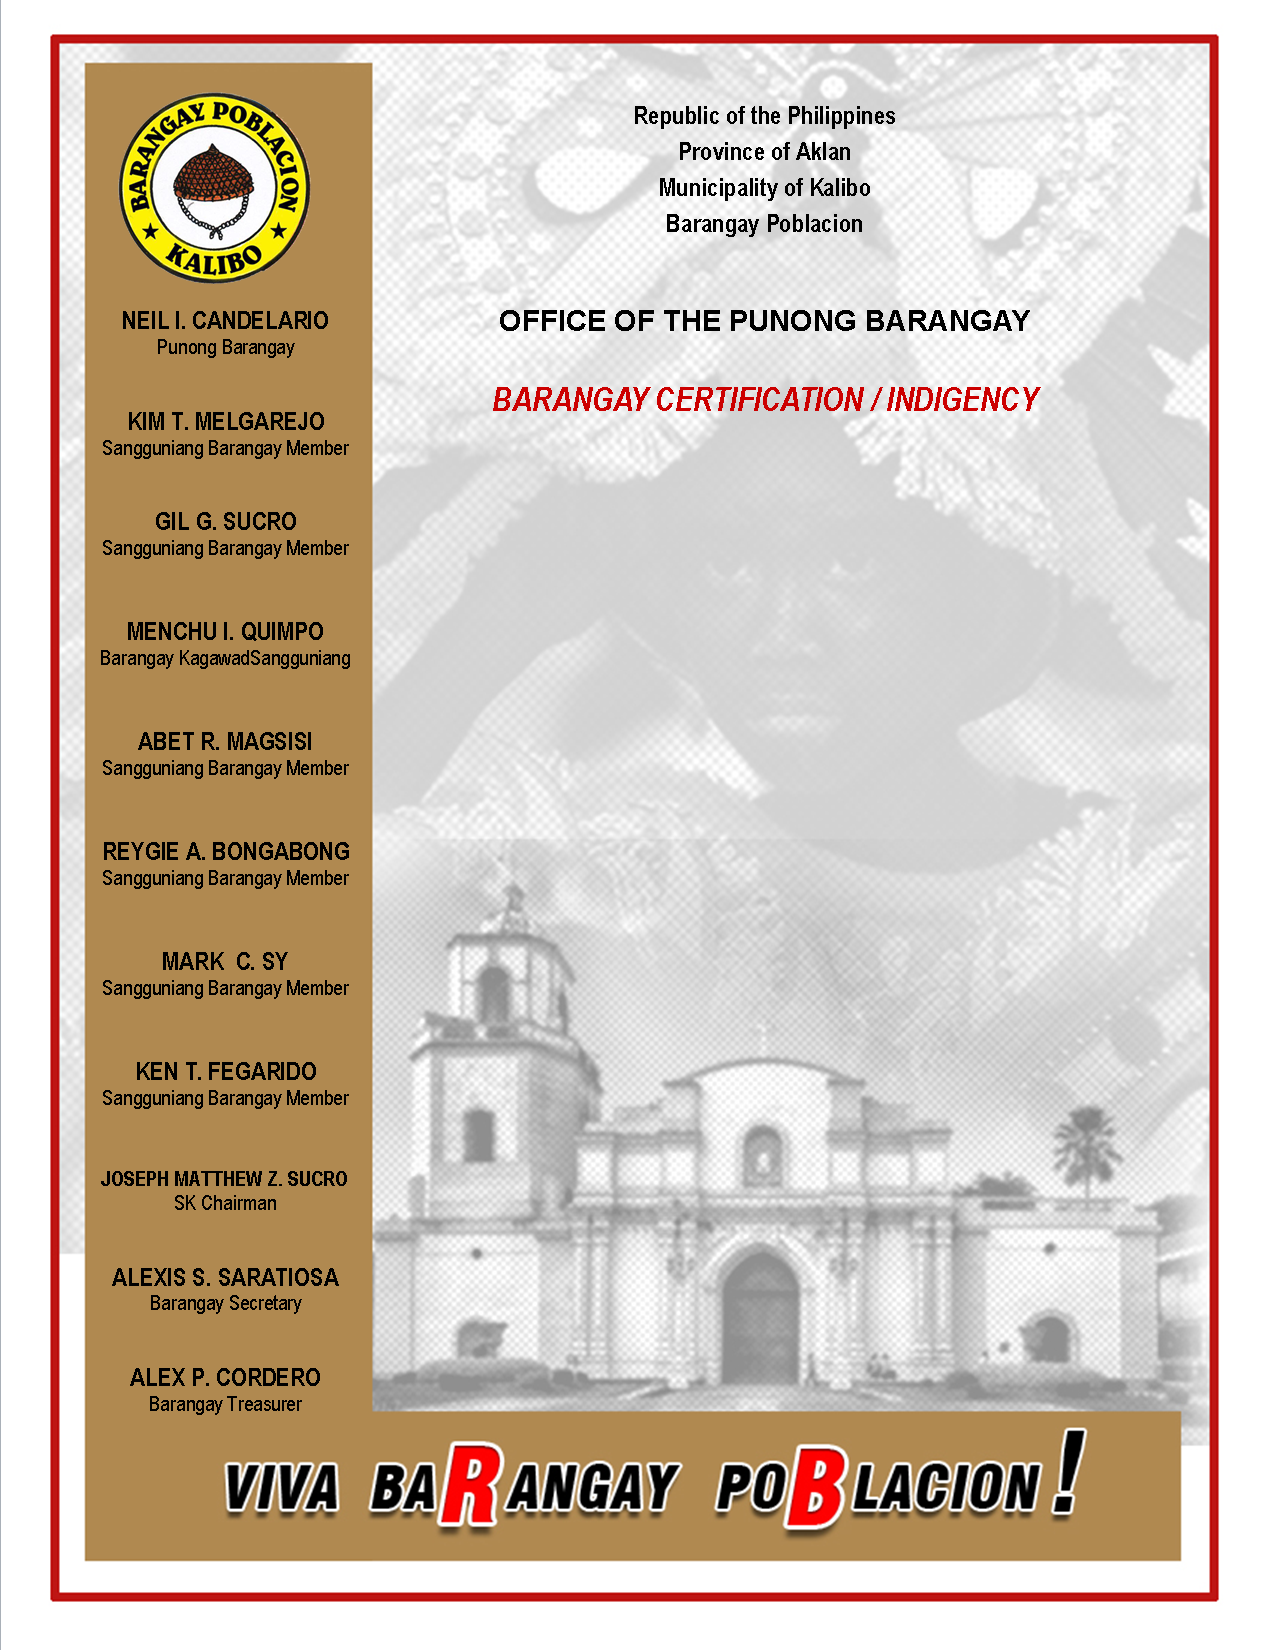 BARANGAY POBLACION
KALIBO
Republic of the Philippines
Province of Aklan
Municipality of Kalibo
Barangay Poblacion
OFFICE OF THE PUNONG BARANGAY
BARANGAY CERTIFICATION / INDIGENCY
NEIL I. CANDELARIO
Punong Barangay
KIM T. MELGAREJO
Sangguniang Barangay Member
GIL G. SUCRO
Sangguniang Barangay Member
MENCHU I. QUIMPO
Barangay KagawadSangguniang
ABET R. MAGSISI
Sangguniang Barangay Member
REYGIE A. BONGABONG
Sangguniang Barangay Member
MARK  C. SY
Sangguniang Barangay Member
KEN T. FEGARIDO
Sangguniang Barangay Member
JOSEPH MATTHEW Z. SUCRO
SK Chairman
ALEXIS S. SARATIOSA
Barangay Secretary
ALEX P. CORDERO
Barangay Treasurer
VIVA BARANGAY POBLACION!